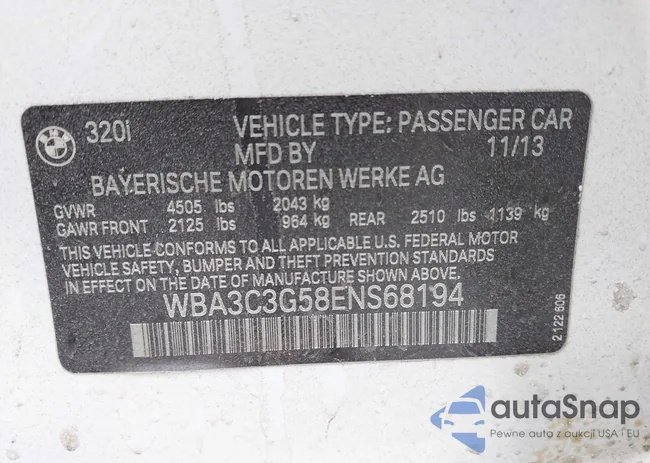 320i VEHICLE TYPE: PASSENGER CAR
MFD BY 11/13
BAYERISCHE MOTOREN WERKE AG
GVWR 4505 lbs 2043 kg
GAWR FRONT 2125 lbs 964 kg REAR 2510 lbs 1139 kg
THIS VEHICLE CONFORMS TO ALL APPLICABLE U.S. FEDERAL MOTOR
VEHICLE SAFETY, BUMPER AND THEFT PREVENTION STANDARDS IN
EFFECT ON THE DATE OF MANUFACTURE SHOWN ABOVE.
WBA3C3G58ENS68194
2 122 606
autaSnap
Pewne auta z aukcji USA i EU